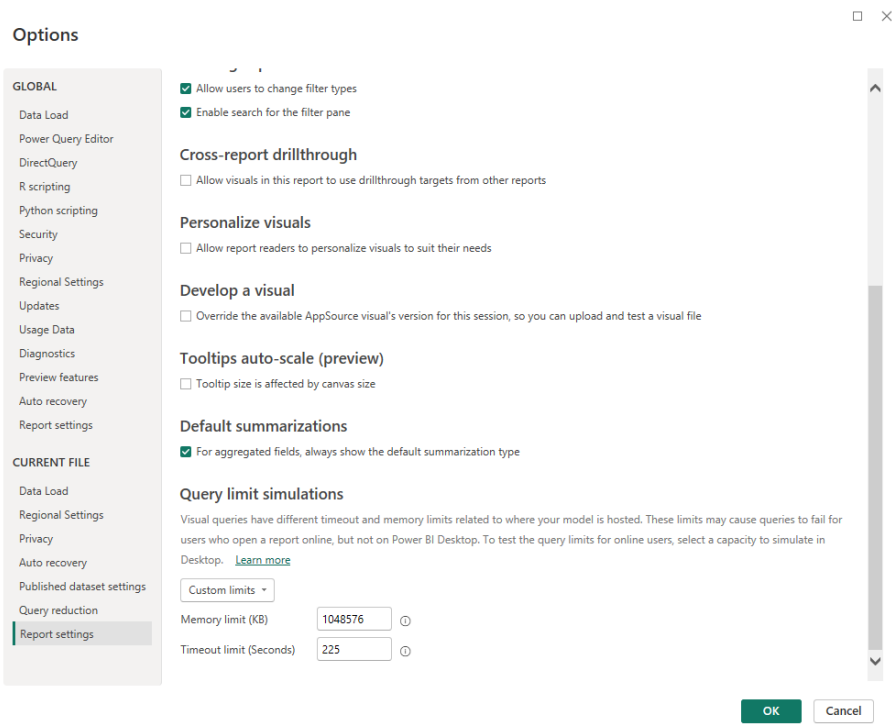 Options
GLOBAL
Data Load
Power Query Editor
DirectQuery
R scripting
Python scripting
Security
Privacy
Regional Settings
Updates
Usage Data
Diagnostics
Preview features
Auto recovery
Report settings
CURRENT FILE
Data Load
Regional Settings
Privacy
Auto recovery
Published dataset settings
Query reduction
Report settings
Allow users to change filter types
Enable search for the filter pane
Cross-report drillthrough
Allow visuals in this report to use drillthrough targets from other reports
Personalize visuals
Allow report readers to personalize visuals to suit their needs
Develop a visual
Override the available AppSource visual's version for this session, so you can upload and test a visual file
Tooltips auto-scale (preview)
Tooltip size is affected by canvas size
Default summarizations
For aggregated fields, always show the default summarization type
Query limit simulations
Visual queries have different timeout and memory limits related to where your model is hosted. These limits may cause queries to fail for
users who open a report online, but not on Power BI Desktop. To test the query limits for online users, select a capacity to simulate in
Desktop. Learn more
Custom limits
Memory limit (KB) 1048576
Timeout limit (Seconds) 225
OK Cancel